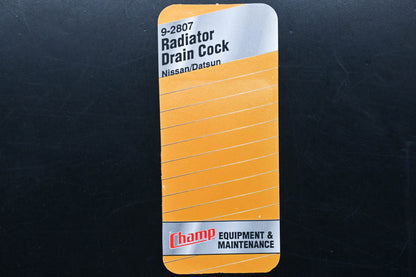 9-2807
Radiator
Drain Cock
Nissan/Datsun
Champ EQUIPMENT &
MAINTENANCE